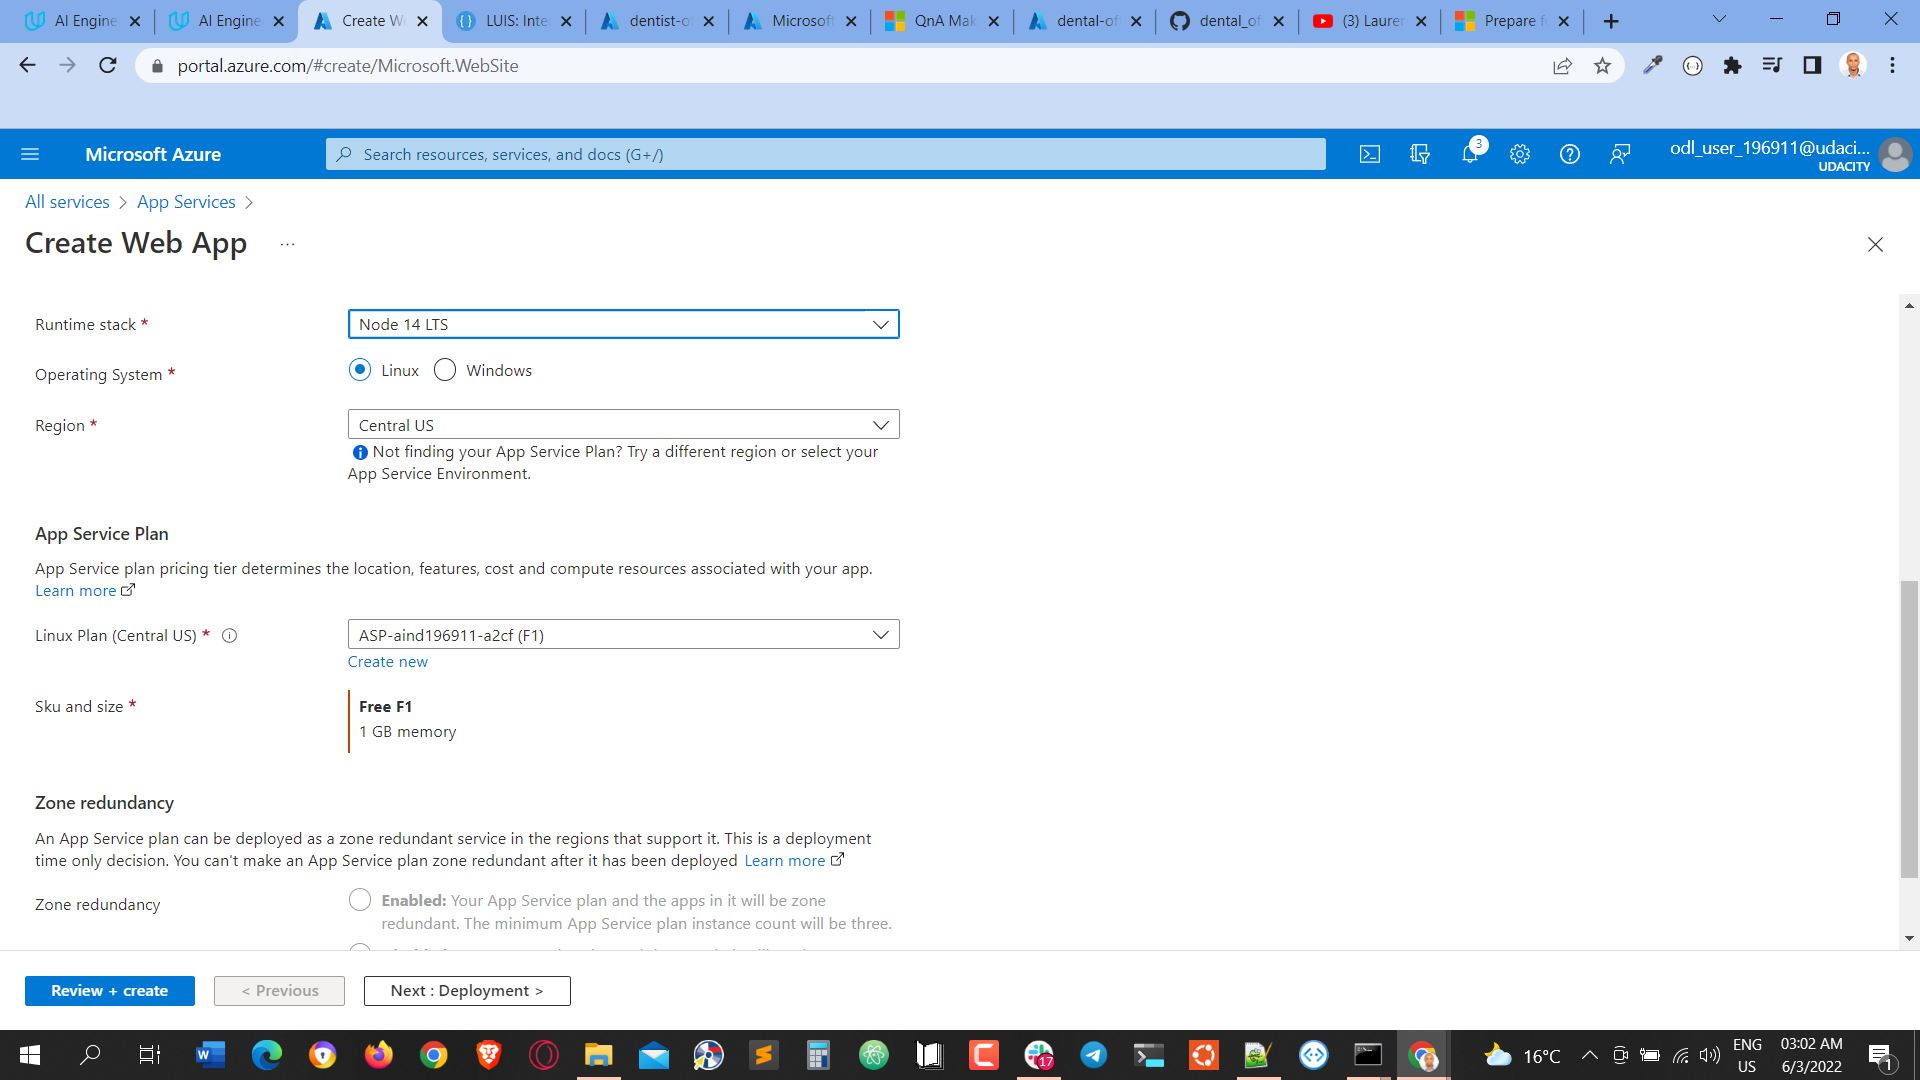 AI Engine
AI Engine
Create W
LUIS: Inte
dentist-o
Microsoft
QnA Mak
dental-of
dental_of
(3) Lauren
Prepare f
portal.azure.com/#create/Microsoft.WebSite
Microsoft Azure
Search resources, services, and docs (G+/)
3
odl_user_196911@udaci...
UDACITY
All services > App Services >
Create Web App ...
Runtime stack *
Node 14 LTS
Operating System *
Linux
Windows
Region *
Central US
Not finding your App Service Plan? Try a different region or select your
App Service Environment.
App Service Plan
App Service plan pricing tier determines the location, features, cost and compute resources associated with your app.
Learn more
Linux Plan (Central US) *
ASP-aind196911-a2cf (F1)
Create new
Sku and size *
Free F1
1 GB memory
Zone redundancy
An App Service plan can be deployed as a zone redundant service in the regions that support it. This is a deployment
time only decision. You can't make an App Service plan zone redundant after it has been deployed Learn more
Zone redundancy
Enabled: Your App Service plan and the apps in it will be zone
redundant. The minimum App Service plan instance count will be three.
Review + create
< Previous
Next : Deployment >
17
16°C
ENG
US
03:02 AM
6/3/2022
1